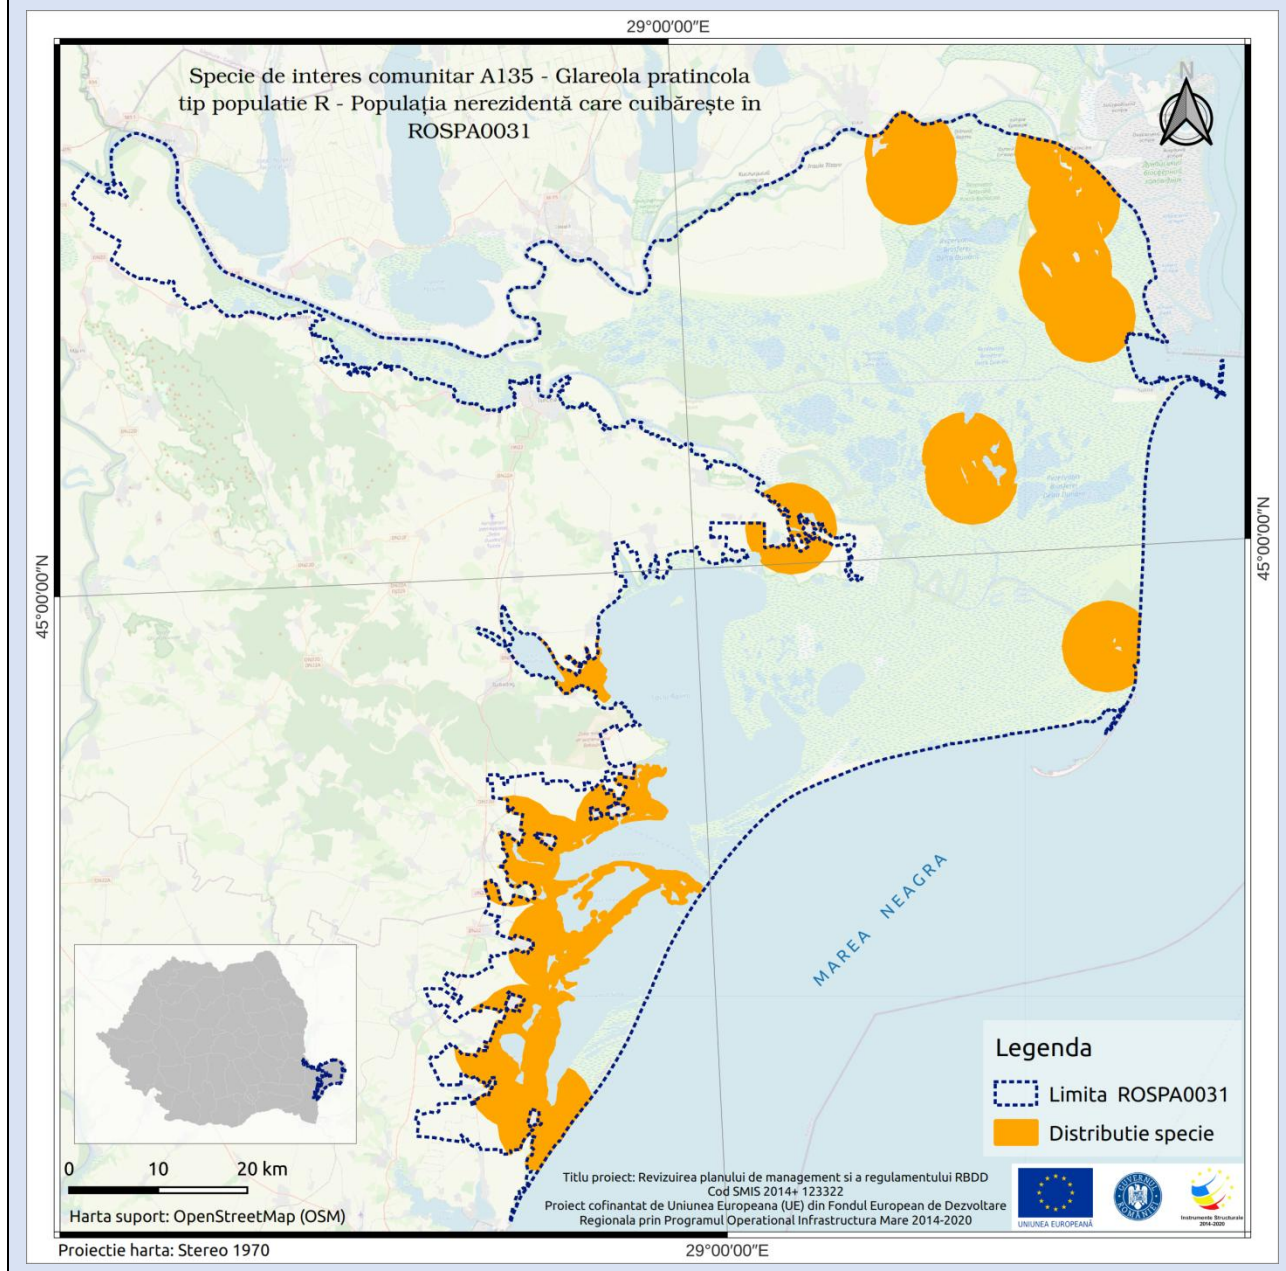 29°00'00"E
Specie de interes comunitar A135 - Glareola pratincola
tip populatie R - Populația nerezidentă care cuibărește în
ROSPA0031
N
45°00'00"N
45°00'00"N
MAREA NEAGRA
Legenda
Limita ROSPA0031
Distributie specie
0 10 20 km
Harta suport: OpenStreetMap (OSM)
Titlu proiect: Revizuirea planului de management si a regulamentului RBDD
Cod SMIS 2014+ 123322
Proiect cofinantat de Uniunea Europeana (UE) din Fondul European de Dezvoltare
Regionala prin Programul Operational Infrastructura Mare 2014-2020
UNIUNEA EUROPEANĂ
GUVERNUL ROMÂNIEI
Instrumente Structurale
2014-2020
Proiectie harta: Stereo 1970
29°00'00"E